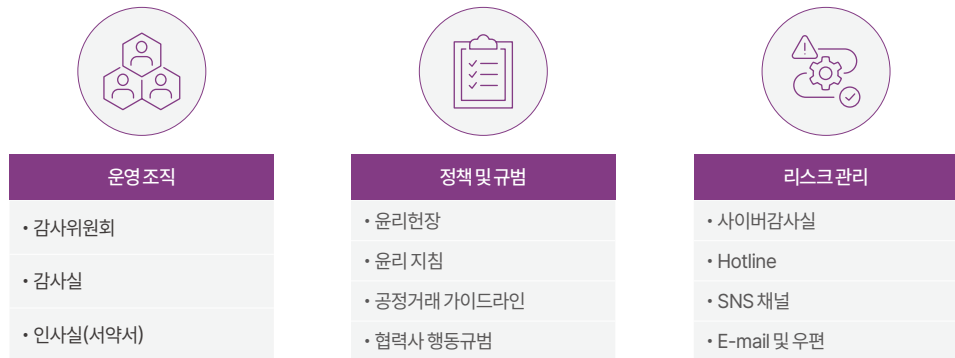 운영 조직
• 감사위원회
• 감사실
• 인사실(서약서)
정책 및 규범
• 윤리헌장
• 윤리 지침
• 공정거래 가이드라인
• 협력사 행동규범
리스크 관리
• 사이버감사실
• Hotline
• SNS 채널
• E-mail 및 우편